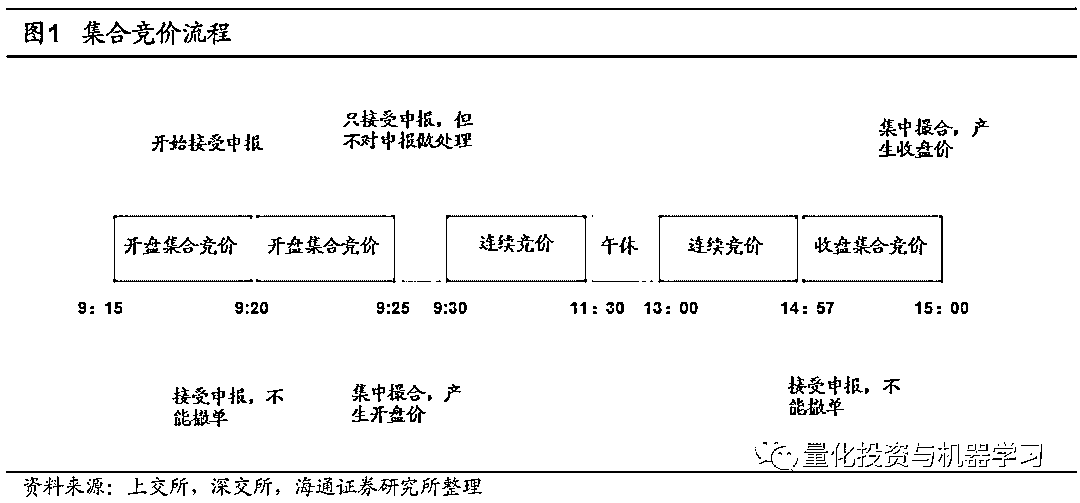 图1 集合竞价流程
开始接受申报
只接受申报，但
不对申报做处理
集中撮合，产
生收盘价
开盘集合竞价
开盘集合竞价
连续竞价
午休
连续竞价
收盘集合竞价
9：15
9:20
9:25
9:30
11：30
13：00
14：57
15：00
接受申报，不
能撤单
集中撮合，产
生开盘价
接受申报，不
能撤单
量化投资与机器学习
资料来源：上交所，深交所，海通证券研究所整理